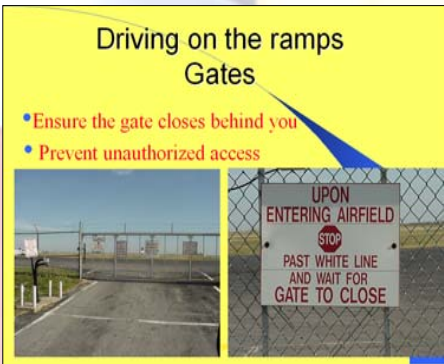 Driving on the ramps
Gates
Ensure the gate closes behind you
Prevent unauthorized access
UPON
ENTERING AIRFIELD
STOP
PAST WHITE LINE
AND WAIT FOR
GATE TO CLOSE